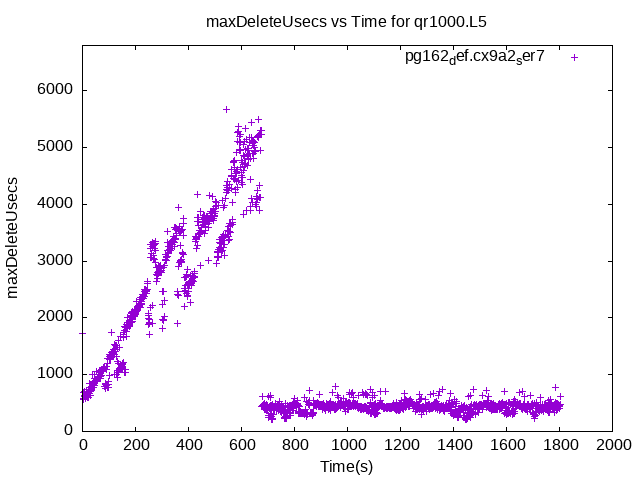 maxDeleteUsecs vs Time for qr1000.L5
pg162def.cx9a2ser7
6000
5000
4000
3000
2000
1000
0
maxDeleteUsecs
0 200 400 600 800 1000 1200 1400 1600 1800 2000
Time(s)